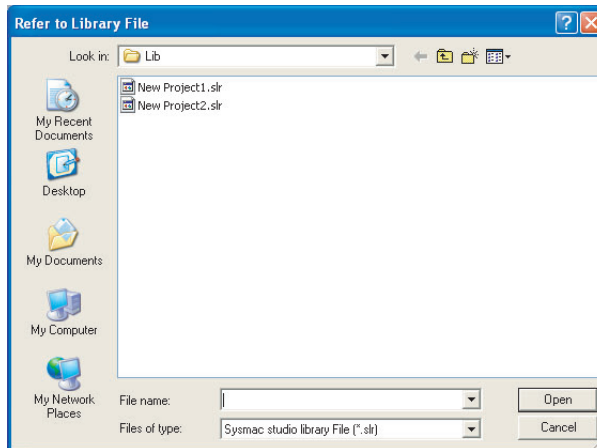 Refer to Library File
Look in:
Lib
New Project1.slr
New Project2.slr
My Recent
Documents
Desktop
My Documents
My Computer
My Network
Places
File name:
Open
Files of type:
Sysmac studio library File (*.slr)
Cancel